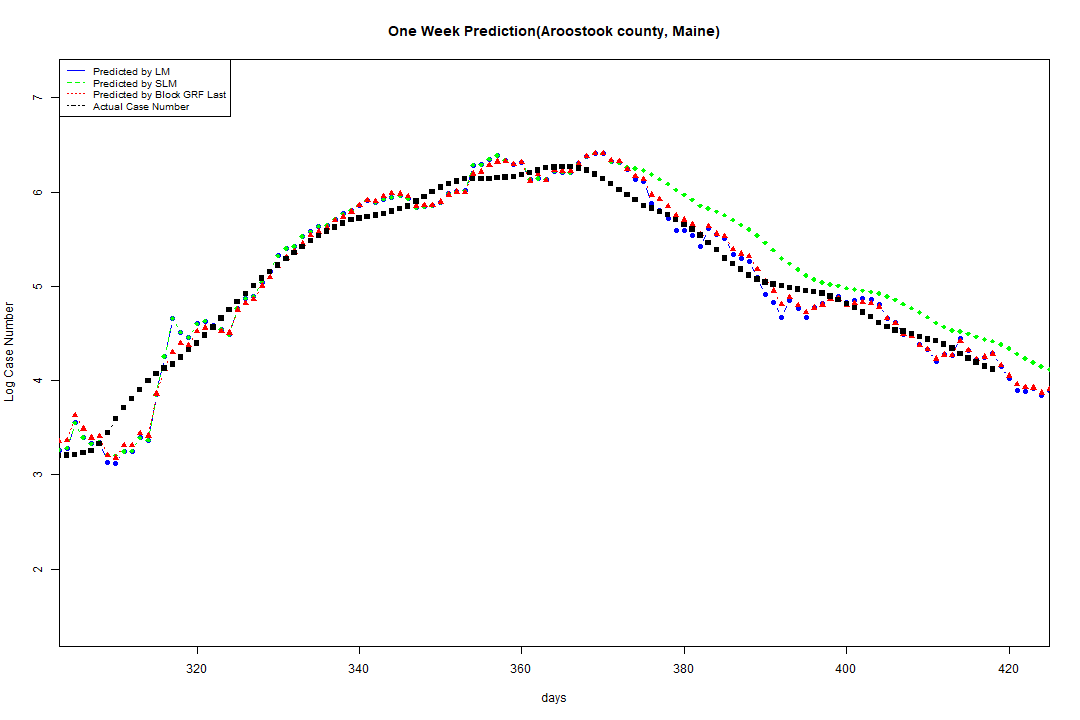 One Week Prediction(Aroostook county, Maine)
Predicted by LM
Predicted by SLM
Predicted by Block GRF Last
Actual Case Number
7
6
5
4
3
2
Log Case Number
320 340 360 380 400 420
days